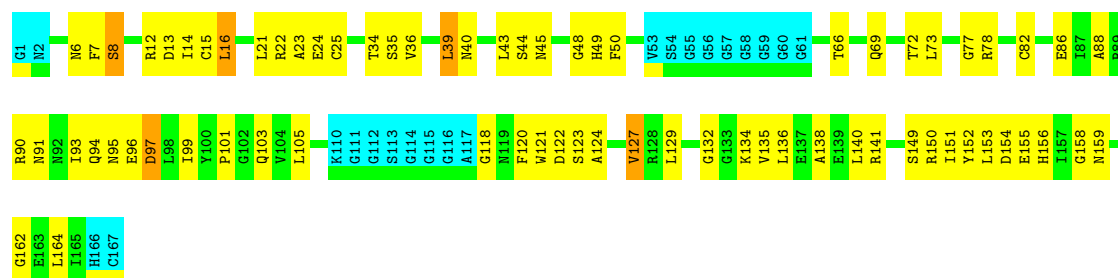 G1 N2 N6 F7 S8 R12 D13 I14 C15 L16 L21 R22 A23 E24 C25 T34 S35 V36 L39 N40 L43 S44 N45 G48 H49 F50 V53 S54 G55 G56 G57 G58 G59 G60 G61 T66 Q69 T72 L73 G77 R78 C82 E86 I87 A88 R89
R90 N91 N92 I93 Q94 N95 E96 D97 L98 I99 Y100 P101 G102 Q103 V104 L105 K110 G111 G112 S113 G114 G115 G116 A117 G118 N119 F120 W121 D122 S123 A124 V127 R128 L129 G132 G133 K134 V135 L136 E137 A138 E139 L140 R141 S149 R150 I151 Y152 L153 D154 E155 H156 I157 G158 N159
G162 E163 L164 I165 H166 C167